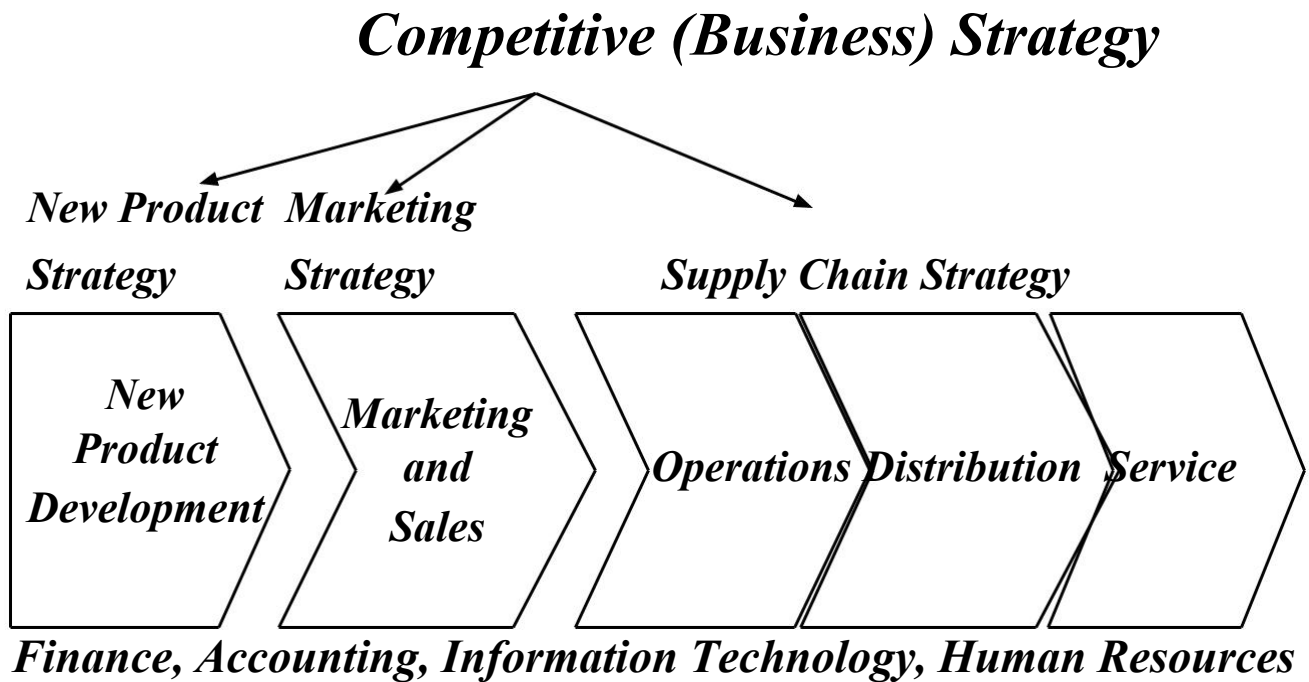 Competitive (Business) Strategy
New Product
Strategy
Marketing
Strategy
Supply Chain Strategy
New
Product
Development
Marketing
and
Sales
Operations
Distribution
Service
Finance, Accounting, Information Technology, Human Resources